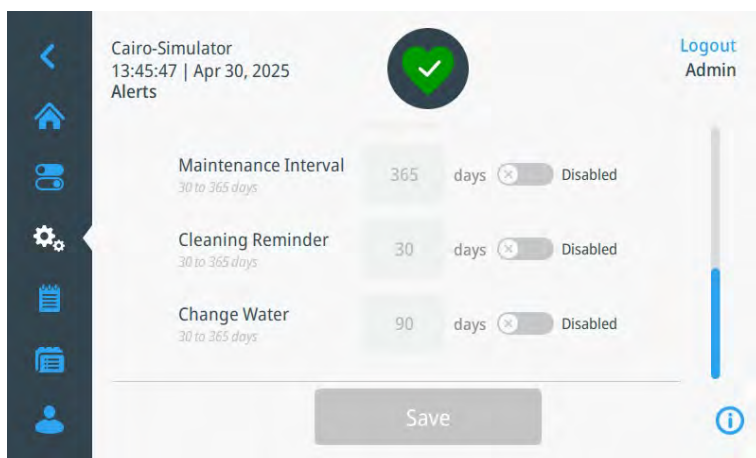 Cairo-Simulator
13:45:47 | Apr 30, 2025
Alerts
Logout
Admin
Maintenance Interval
30 to 365 days
365 days Disabled
Cleaning Reminder
30 to 365 days
30 days Disabled
Change Water
30 to 365 days
90 days Disabled
Save